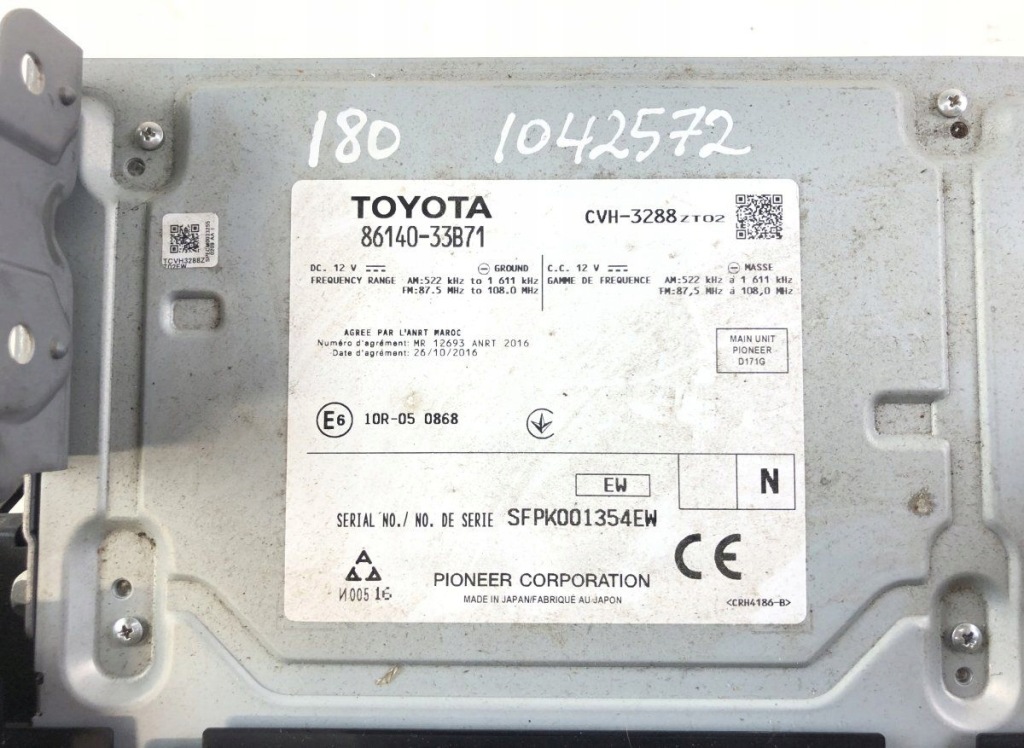 180 1042572
TOYOTA
86140-33B71
CVH-3288ZT02
DC. 12 V GROUND
FREQUENCY RANGE AM:522 kHz to 1 611 kHz
FM:87.5 MHz to 108.0 MHz
C.C. 12 V MASSE
GAMME DE FREQUENCE AM:522 kHz à 1 611 kHz
FM:87,5 MHz à 108,0 MHz
TCVH3288Z
T02EW
AGREE PAR L'ANRT MAROC
Numéro d'agrément: MR 12693 ANRT 2016
Date d'agrément: 26/10/2016
MAIN UNIT
PIONEER
D171G
E6 10R-05 0868
EW
N
SERIAL NO./ NO. DE SERIE SFPK001354EW
CE
И005 16
PIONEER CORPORATION
MADE IN JAPAN/FABRIQUÉ AU JAPON
<CRH4186-B>